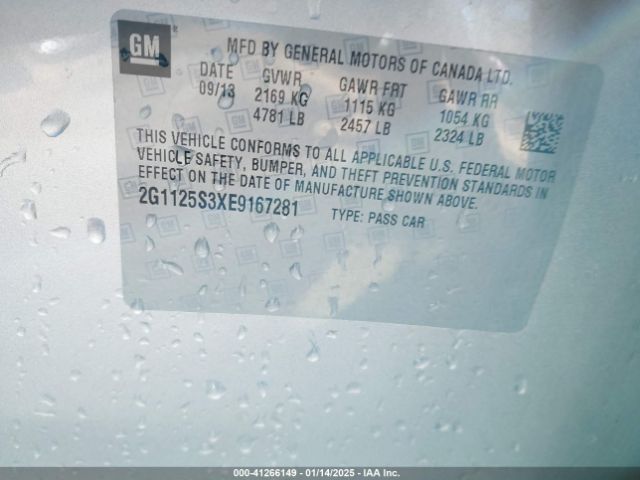 GM
MFD BY GENERAL MOTORS OF CANADA LTD.
DATE GVWR GAWR FRT GAWR RR
09/13 2169 KG 1115 KG 1054 KG
4781 LB 2457 LB 2324 LB
THIS VEHICLE CONFORMS TO ALL APPLICABLE U.S. FEDERAL MOTOR
VEHICLE SAFETY, BUMPER, AND THEFT PREVENTION STANDARDS IN
EFFECT ON THE DATE OF MANUFACTURE SHOWN ABOVE.
2G1125S3XE9167281 TYPE: PASS CAR
000-41266149 - 01/14/2025 - IAA Inc.